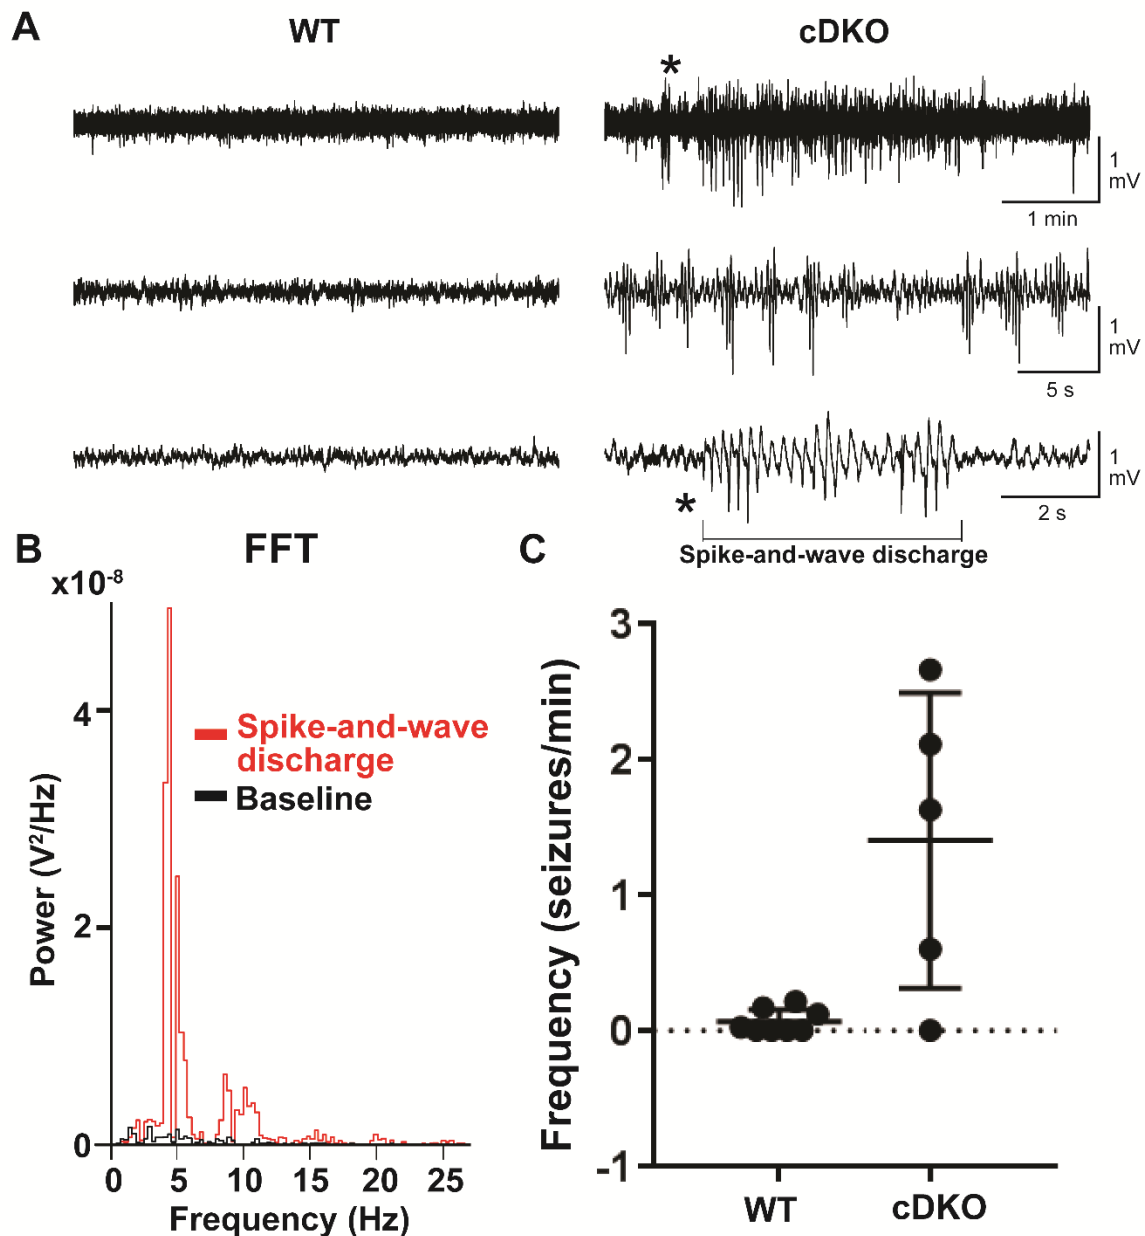 A
WT
cDKO
*
1
mV
1 min
1
mV
5 s
1
mV
*
2 s
Spike-and-wave discharge
B
FFT
x10-8
4
2
0
Power (V2/Hz)
Spike-and-wave
discharge
Baseline
0 5 10 15 20 25
Frequency (Hz)
C
3
2
1
0
-1
Frequency (seizures/min)
WT
cDKO